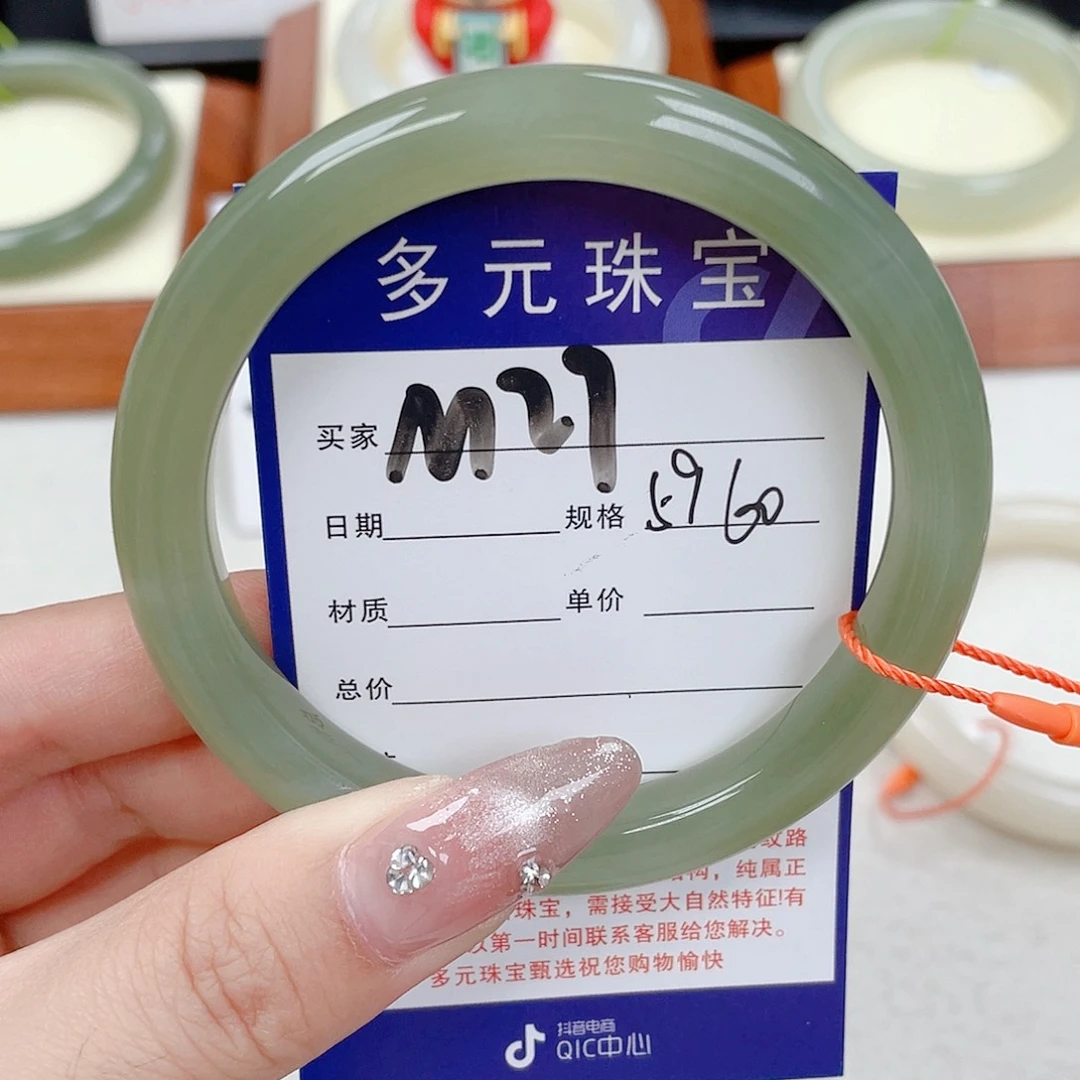 多元珠宝
买家 M21
日期 规格 59 60
材质 单价
总价
纹路
纯属正
珠宝，需接受大自然特征!有
第一时间联系客服给您解决。
多元珠宝甄选祝您购物愉快
抖音电商
QIC中心